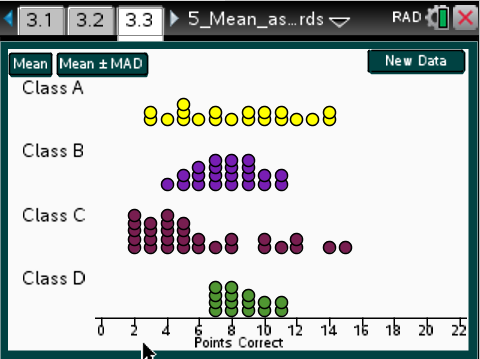 3.1 3.2 3.3 5_Mean_as...rds RAD
Mean Mean ± MAD New Data
Class A
Class B
Class C
Class D
0 2 4 6 8 10 12 14 16 18 20 22
Points Correct